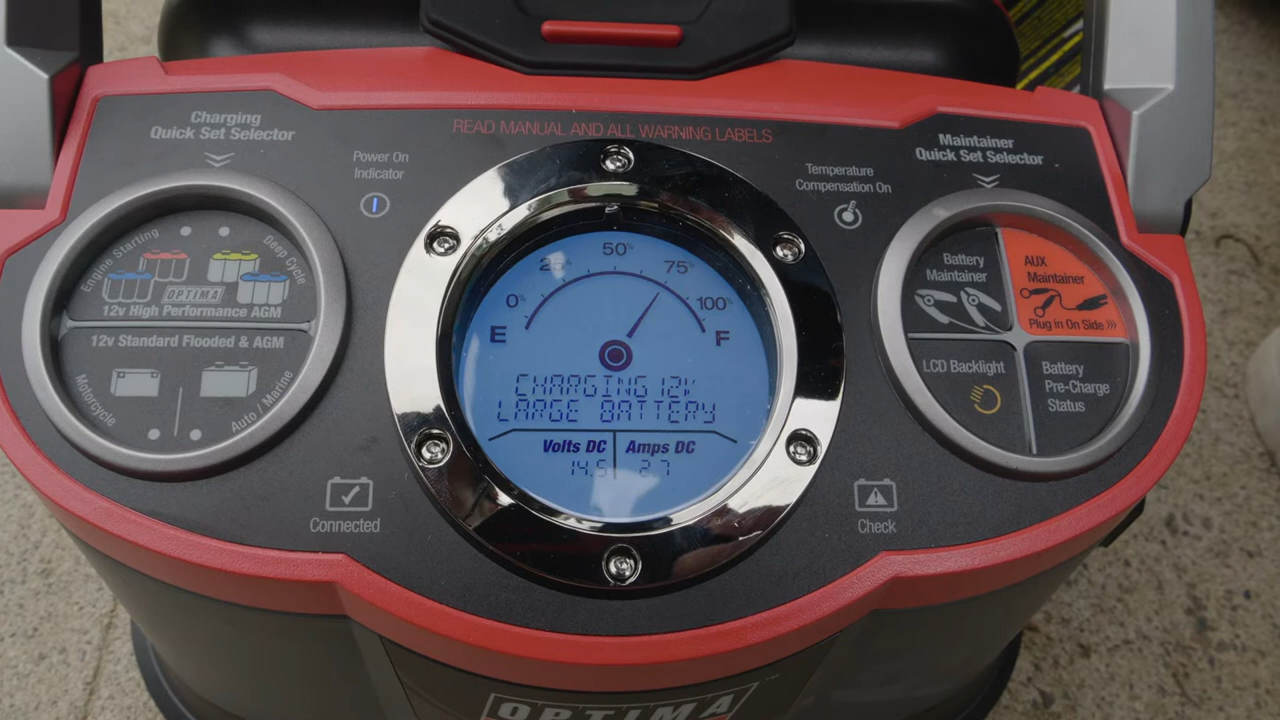 Charging
Quick Set Selector
READ MANUAL AND ALL WARNING LABELS
Maintainer
Quick Set Selector
Power On
Indicator
Temperature
Compensation On
Engine Starting
Deep Cycle
OPTIMA
12v High Performance AGM
12v Standard Flooded & AGM
Motorcycle
Auto / Marine
0%
25%
50%
75%
100%
E
F
CHARGING 12V
LARGE BATTERY
Volts DC
Amps DC
14.5
2.7
Battery
Maintainer
AUX
Maintainer
Plug in On Side
LCD Backlight
Battery
Pre-Charge
Status
Connected
Check
OPTIMA™